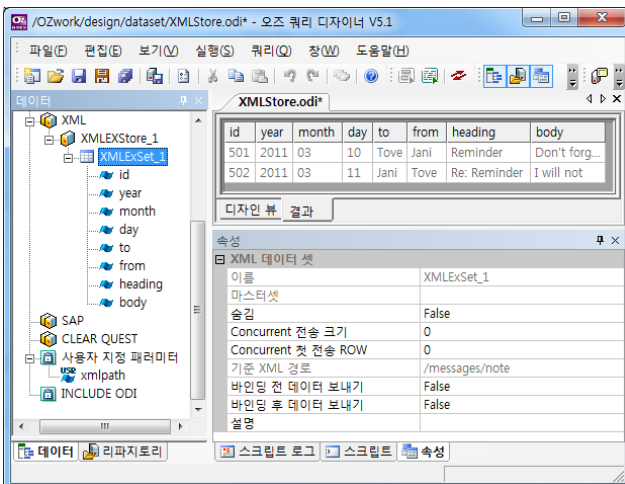 /OZwork/design/dataset/XMLStore.odi* - 오즈 쿼리 디자이너 V5.1
파일(F) 편집(E) 보기(V) 실행(S) 쿼리(Q) 창(W) 도움말(H)
데이터
XML
XMLEXStore_1
XMLExSet_1
id
year
month
day
to
from
heading
body
SAP
CLEAR QUEST
사용자 지정 패러미터
USR xmlpath
INCLUDE ODI
데이터 리파지토리
XMLStore.odi*
id year month day to from heading body
501 2011 03 10 Tove Jani Reminder Don't forg...
502 2011 03 11 Jani Tove Re: Reminder I will not
디자인 뷰 결과
속성
XML 데이터 셋
이름 XMLExSet_1
마스터셋
숨김 False
Concurrent 전송 크기 0
Concurrent 첫 전송 ROW 0
기준 XML 경로 /messages/note
바인딩 전 데이터 보내기 False
바인딩 후 데이터 보내기 False
설명
스크립트 로그 스크립트 속성